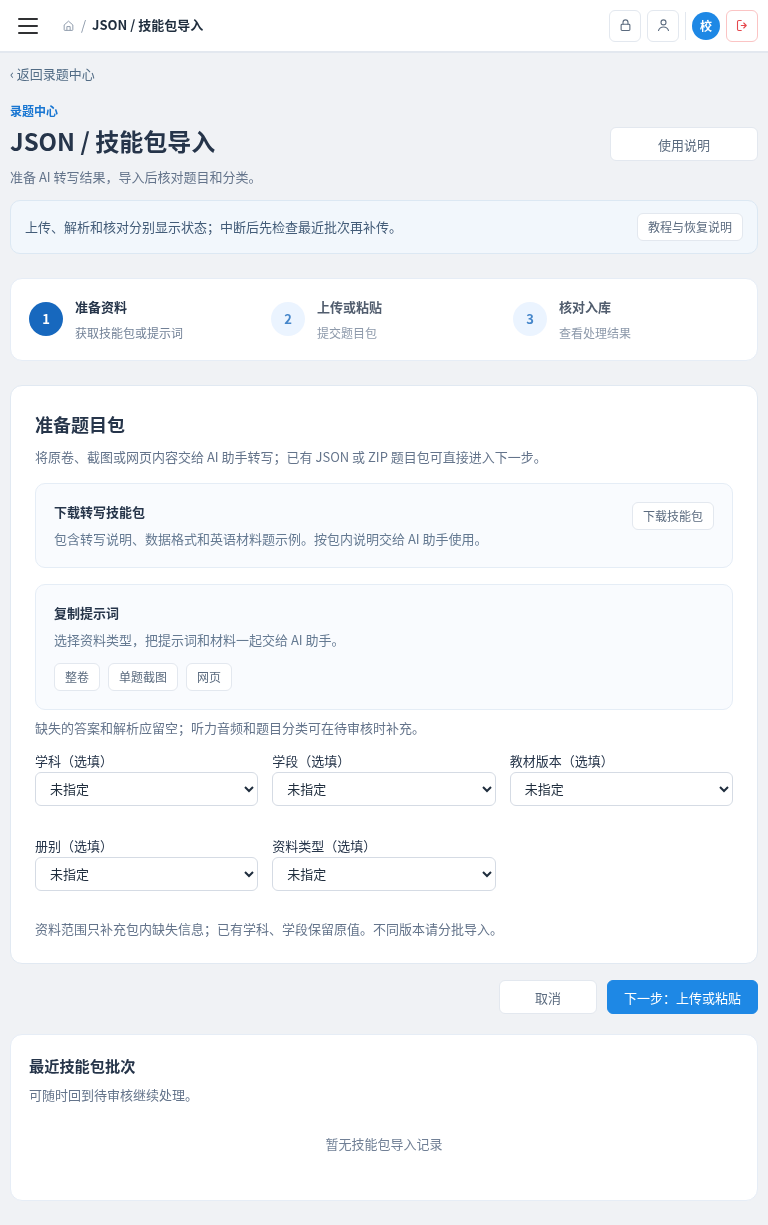 / JSON / 技能包导入
校
‹ 返回录题中心
录题中心
JSON / 技能包导入
使用说明
准备 AI 转写结果，导入后核对题目和分类。
上传、解析和核对分别显示状态；中断后先检查最近批次再补传。
教程与恢复说明
1 准备资料
获取技能包或提示词
2 上传或粘贴
提交题目包
3 核对入库
查看处理结果
准备题目包
将原卷、截图或网页内容交给 AI 助手转写；已有 JSON 或 ZIP 题目包可直接进入下一步。
下载转写技能包
下载技能包
包含转写说明、数据格式和英语材料题示例。按包内说明交给 AI 助手使用。
复制提示词
选择资料类型，把提示词和材料一起交给 AI 助手。
整卷 单题截图 网页
缺失的答案和解析应留空；听力音频和题目分类可在待审核时补充。
学科（选填） 学段（选填） 教材版本（选填）
未指定 未指定 未指定
册别（选填） 资料类型（选填）
未指定 未指定
资料范围只补充包内缺失信息；已有学科、学段保留原值。不同版本请分批导入。
取消 下一步：上传或粘贴
最近技能包批次
可随时回到待审核继续处理。
暂无技能包导入记录